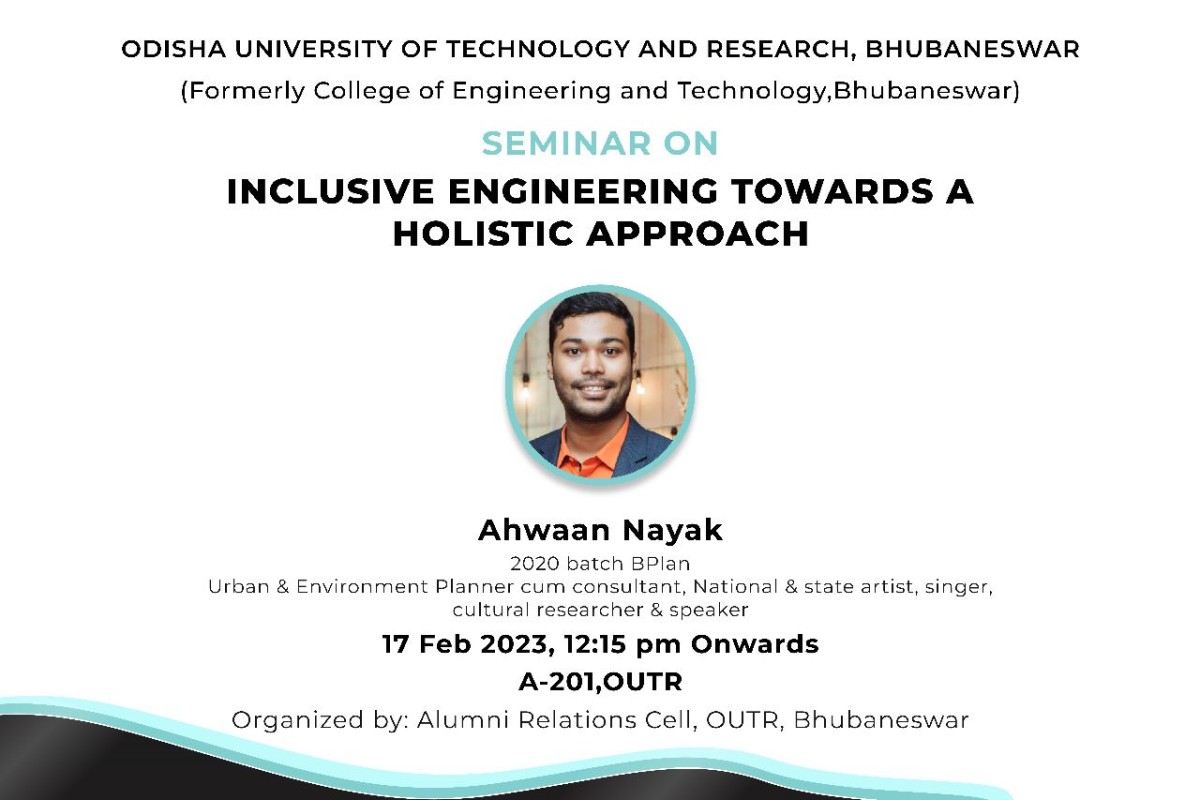 ODISHA UNIVERSITY OF TECHNOLOGY AND RESEARCH, BHUBANESWAR
(Formerly College of Engineering and Technology,Bhubaneswar)
SEMINAR ON
INCLUSIVE ENGINEERING TOWARDS A
HOLISTIC APPROACH
Ahwaan Nayak
2020 batch BPlan
Urban & Environment Planner cum consultant, National & state artist, singer,
cultural researcher & speaker
17 Feb 2023, 12:15 pm Onwards
A-201,OUTR
Organized by: Alumni Relations Cell, OUTR, Bhubaneswar